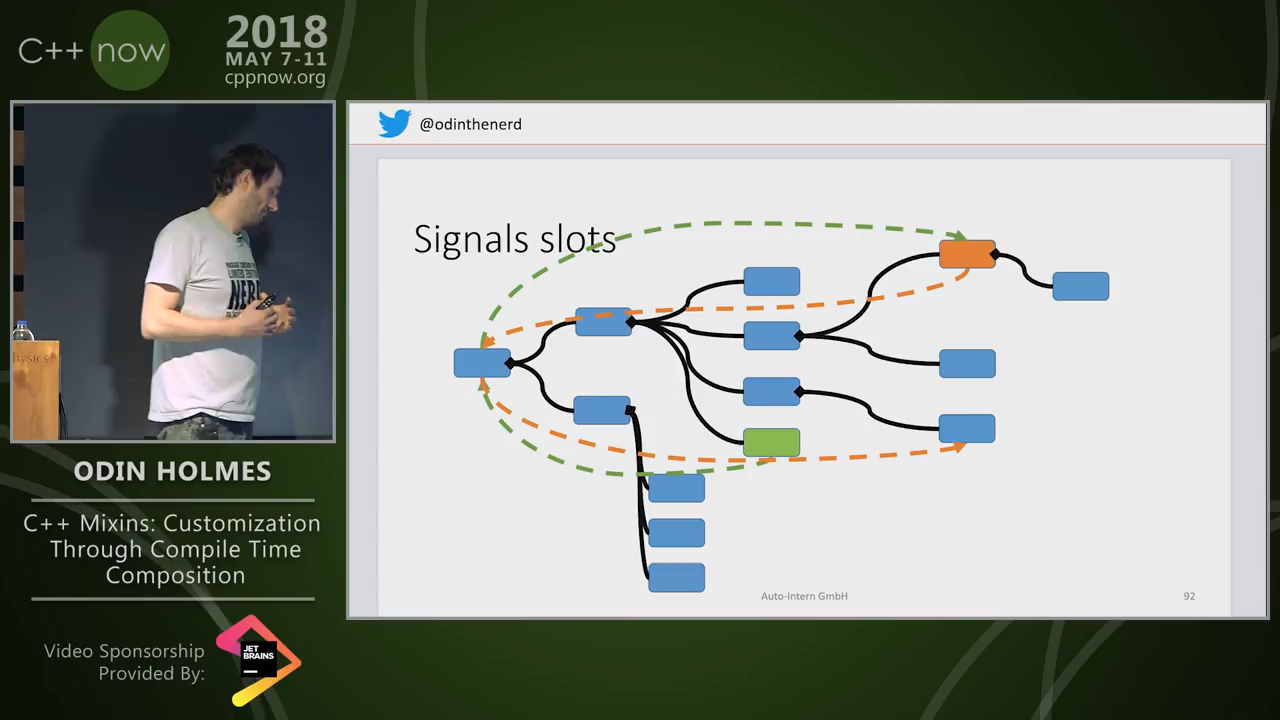 C++ now
2018
MAY 7-11
cppnow.org
@odinthenerd
Signals slots
NERD
ODIN HOLMES
C++ Mixins: Customization
Through Compile Time
Composition
Video Sponsorship
Provided By:
JET
BRAINS
Auto-Intern GmbH
92